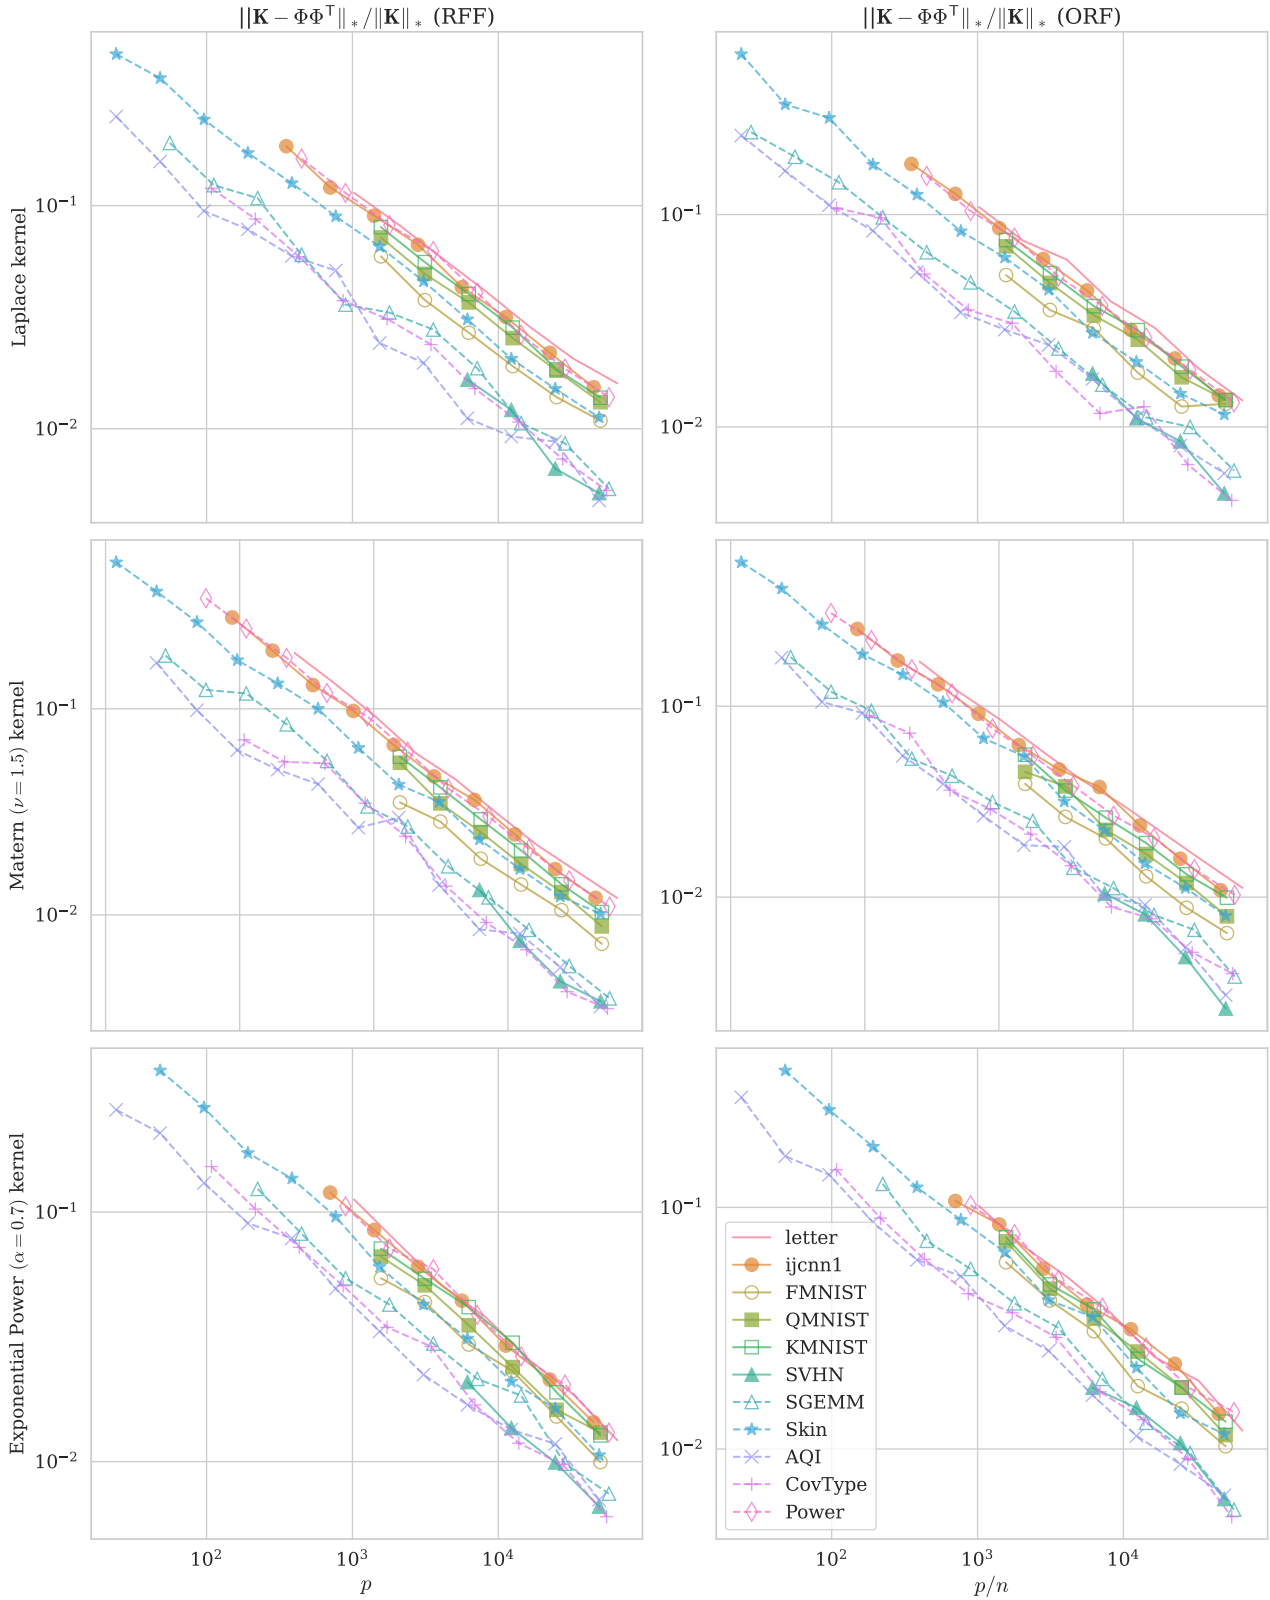 ||K − ΦΦ⊤‖∗/‖K‖∗ (RFF)
||K − ΦΦ⊤‖∗/‖K‖∗ (ORF)
Laplace kernel
10⁻¹
10⁻²
10⁻¹
10⁻²
Matern (ν = 1.5) kernel
10⁻¹
10⁻²
10⁻¹
10⁻²
Exponential Power (α = 0.7) kernel
10⁻¹
10⁻²
10⁻¹
10⁻²
letter
ijcnn1
FMNIST
QMNIST
KMNIST
SVHN
SGEMM
Skin
AQI
CovType
Power
10² 10³ 10⁴
10² 10³ 10⁴
p
p/n